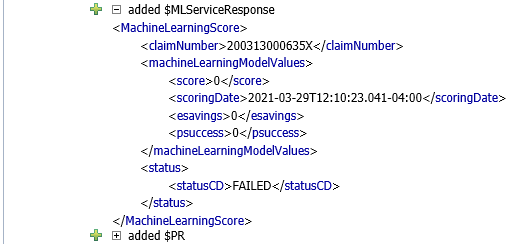 added $MLServiceResponse
<MachineLearningScore>
<claimNumber>200313000635X</claimNumber>
<machineLearningModelValues>
<score>0</score>
<scoringDate>2021-03-29T12:10:23.041-04:00</scoringDate>
<esavings>0</esavings>
<psuccess>0</psuccess>
</machineLearningModelValues>
<status>
<statusCD>FAILED</statusCD>
</status>
</MachineLearningScore>
added $PR